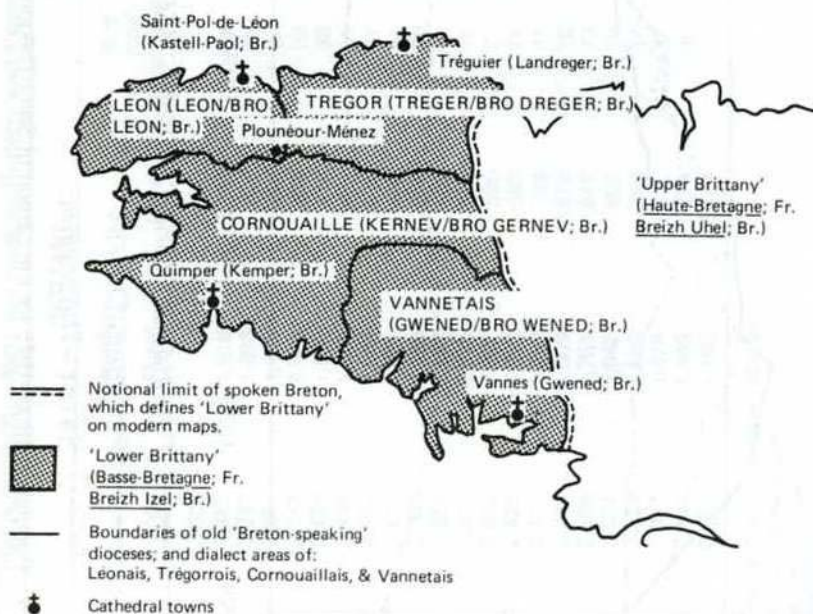 Saint-Pol-de-Léon
(Kastell-Paol; Br.)
Tréguier (Landreger; Br.)
LEON (LEON/BRO
LEON; Br.)
TREGOR (TREGER/BRO DREGER; Br.)
Plounéour-Ménez
'Upper Brittany'
(Haute-Bretagne; Fr.
Breizh Uhel; Br.)
CORNOUAILLE (KERNEV/BRO GERNEV; Br.)
Quimper (Kemper; Br.)
VANNETAIS
(GWENED/BRO WENED; Br.)
Vannes (Gwened; Br.)
Notional limit of spoken Breton,
which defines 'Lower Brittany'
on modern maps.
'Lower Brittany'
(Basse-Bretagne; Fr.
Breizh Izel; Br.)
Boundaries of old 'Breton-speaking'
dioceses; and dialect areas of:
Léonais, Trégorrois, Cornouaillais, & Vannetais
Cathedral towns